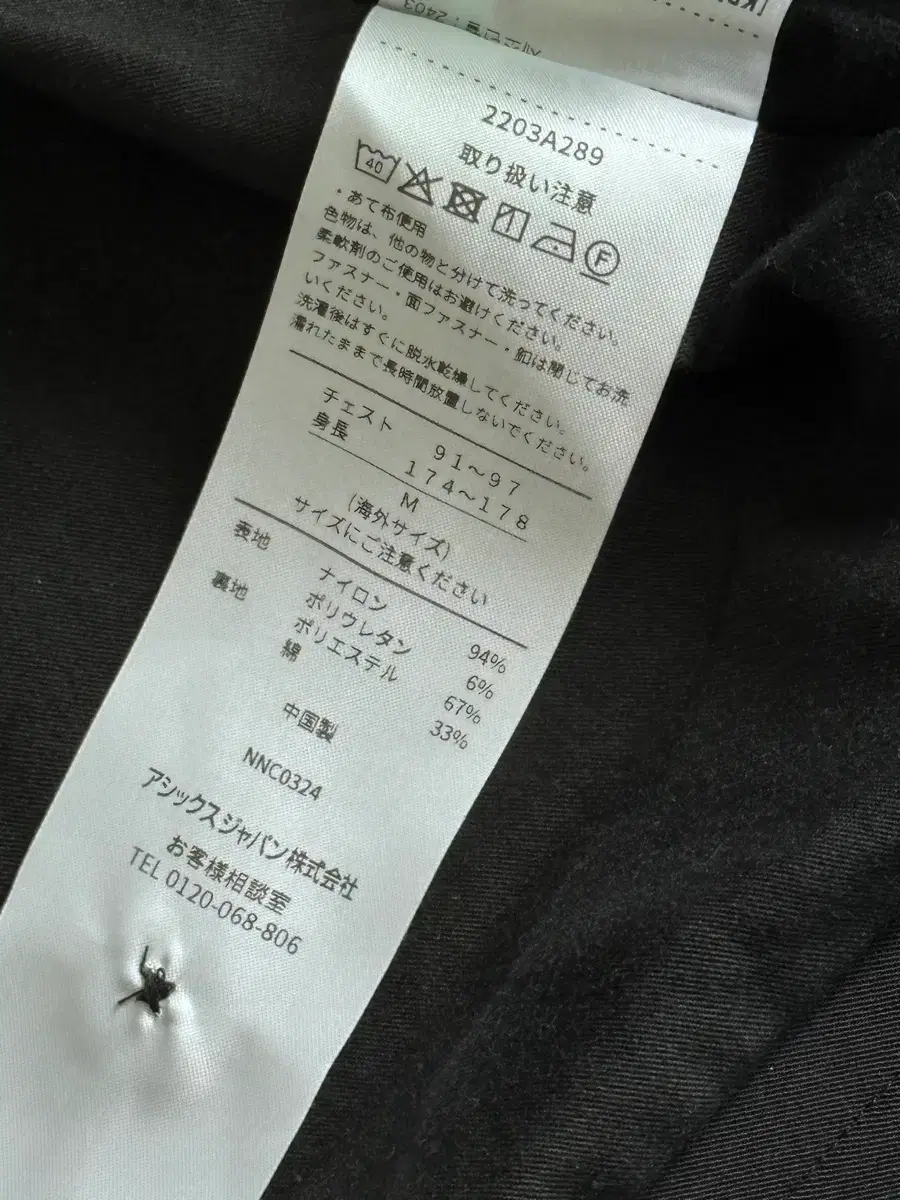 2203A289
取り扱い注意
40
F
・あて布使用
色物は、他の物と分けて洗ってください。
柔軟剤のご使用はお避けください。
ファスナー・面ファスナー・釦は閉じてお洗
いください。
洗濯後はすぐに脱水乾燥してください。
濡れたままで長時間放置しないでください。
チェスト 91～97
身長 174～178
M
(海外サイズ)
サイズにご注意ください
表地 ナイロン 94%
ポリウレタン 6%
裏地 ポリエステル 67%
綿 33%
中国製
NNC0324
アシックスジャパン株式会社
お客様相談室
TEL 0120-068-806